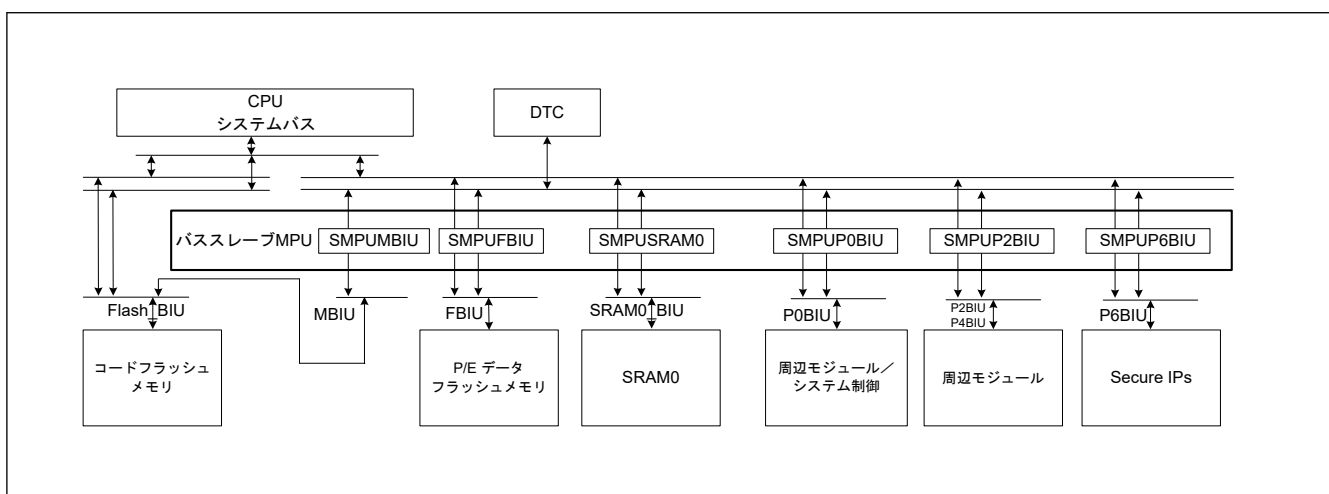 CPU
システムバス
DTC
バススレーブMPU
SMPUMBIU
SMPUFBIU
SMPUSRAM0
SMPUP0BIU
SMPUP2BIU
SMPUP6BIU
Flash BIU
MBIU
FBIU
SRAM0 BIU
P0BIU
P2BIU
P4BIU
P6BIU
コードフラッシュ
メモリ
P/E データ
フラッシュメモリ
SRAM0
周辺モジュール／
システム制御
周辺モジュール
Secure IPs